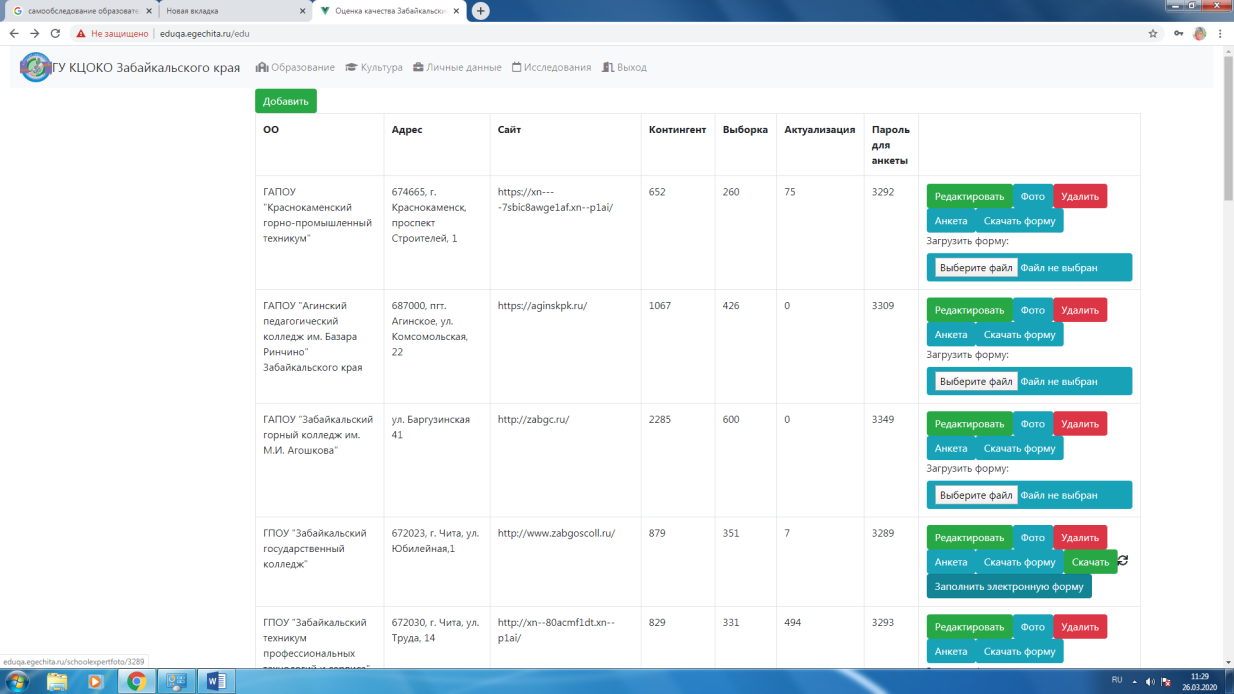 самообследование образовате
Новая вкладка
Оценка качества Забайкальски
Не защищено
eduqa.egechita.ru/edu
ГУ КЦОКО Забайкальского края
Образование
Культура
Личные данные
Исследования
Выход
Добавить
ОО
Адрес
Сайт
Контингент
Выборка
Актуализация
Пароль
для
анкеты
ГАПОУ
"Краснокаменский
горно-промышленный
техникум"
674665, г.
Краснокаменск,
проспект
Строителей, 1
https://xn---
-7sbic8awge1af.xn--p1ai/
652
260
75
3292
Редактировать
Фото
Удалить
Анкета
Скачать форму
Загрузить форму:
Выберите файл
Файл не выбран
ГАПОУ "Агинский
педагогический
колледж им. Базара
Ринчино"
Забайкальского края
687000, пгт.
Агинское, ул.
Комсомольская,
22
https://aginskpk.ru/
1067
426
0
3309
Редактировать
Фото
Удалить
Анкета
Скачать форму
Загрузить форму:
Выберите файл
Файл не выбран
ГАПОУ "Забайкальский
горный колледж им.
М.И. Агошкова"
ул. Баргузинская
41
http://zabgc.ru/
2285
600
0
3349
Редактировать
Фото
Удалить
Анкета
Скачать форму
Загрузить форму:
Выберите файл
Файл не выбран
ГПОУ "Забайкальский
государственный
колледж"
672023, г. Чита, ул.
Юбилейная,1
http://www.zabgoscoll.ru/
879
351
7
3289
Редактировать
Фото
Удалить
Анкета
Скачать форму
Скачать
Заполнить электронную форму
ГПОУ "Забайкальский
техникум
профессиональных
технологий и сервиса"
672030, г. Чита, ул.
Труда, 14
http://xn--80acmf1dt.xn--
p1ai/
829
331
494
3293
Редактировать
Фото
Удалить
Анкета
Скачать форму
eduqa.egechita.ru/schoolexpertfoto/3289
RU
11:29
26.03.2020